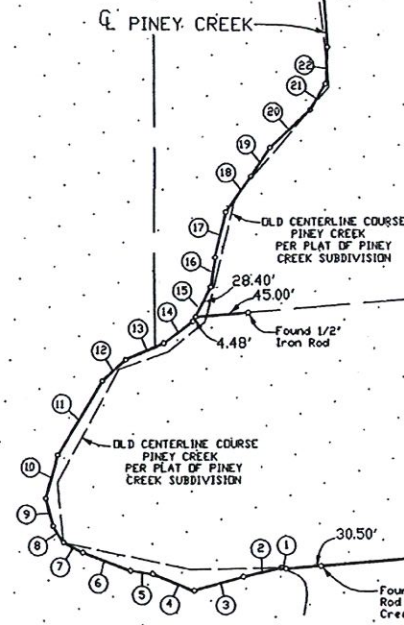 ℄ PINEY CREEK
22
21
20
19
18
OLD CENTERLINE COURSE
PINEY CREEK
PER PLAT OF PINEY
CREEK SUBDIVISION
17
16
28.40'
45.00'
15
14
4.48'
Found 1/2"
Iron Rod
13
12
11
OLD CENTERLINE COURSE
PINEY CREEK
PER PLAT OF PINEY
CREEK SUBDIVISION
10
9
8
7
6
5
4
3
2
1
30.50'
Foun
Rod
Cree